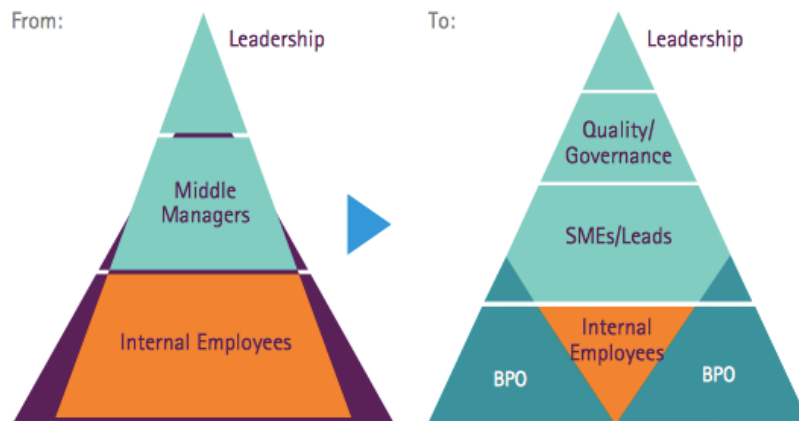 From:
Leadership
Middle
Managers
Internal Employees
To:
Leadership
Quality/
Governance
SMEs/Leads
Internal
Employees
BPO
BPO